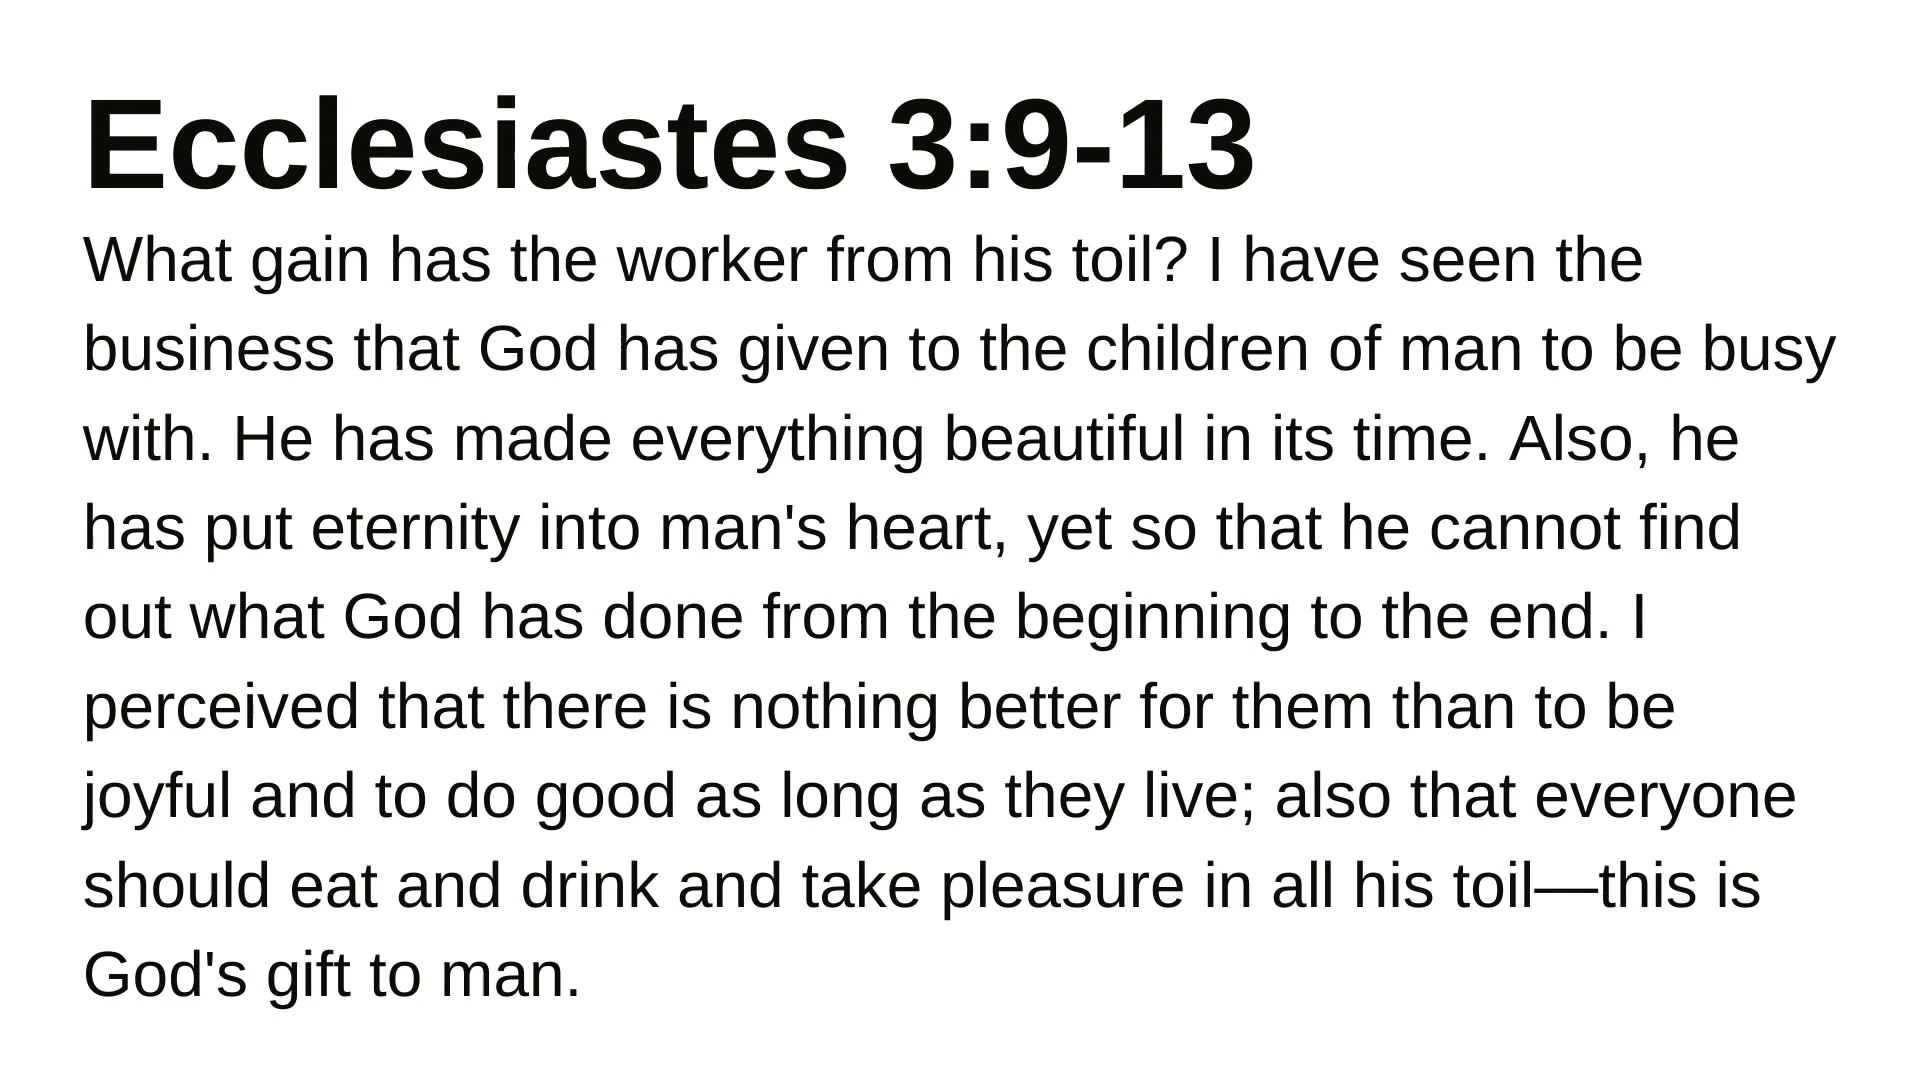 Ecclesiastes 3:9-13
What gain has the worker from his toil? I have seen the
business that God has given to the children of man to be busy
with. He has made everything beautiful in its time. Also, he
has put eternity into man's heart, yet so that he cannot find
out what God has done from the beginning to the end. I
perceived that there is nothing better for them than to be
joyful and to do good as long as they live; also that everyone
should eat and drink and take pleasure in all his toil—this is
God's gift to man.